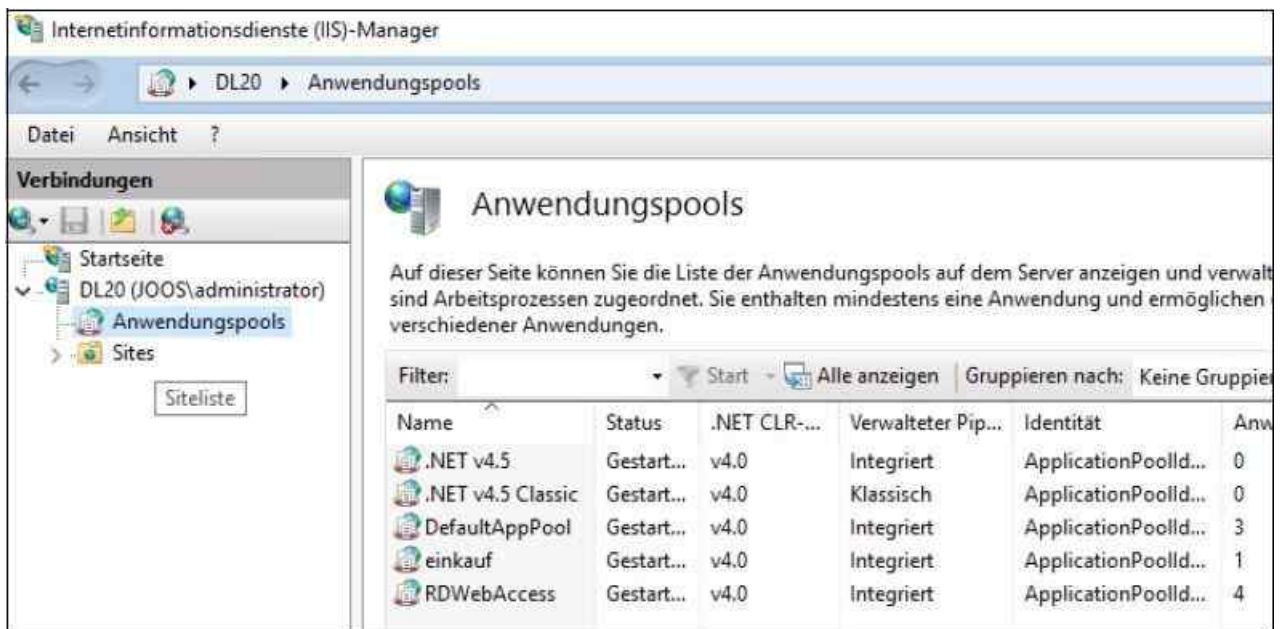 Internetinformationsdienste (IIS)-Manager
DL20 Anwendungspools
Datei Ansicht ?
Verbindungen
Startseite
DL20 (JOOS\administrator)
Anwendungspools
Sites
Siteliste
Anwendungspools
Auf dieser Seite können Sie die Liste der Anwendungspools auf dem Server anzeigen und verwalt
sind Arbeitsprozessen zugeordnet. Sie enthalten mindestens eine Anwendung und ermöglichen
verschiedener Anwendungen.
Filter: Start Alle anzeigen Gruppieren nach: Keine Gruppier
Name Status .NET CLR-... Verwalteter Pip... Identität Anw
.NET v4.5 Gestart... v4.0 Integriert ApplicationPoolId... 0
.NET v4.5 Classic Gestart... v4.0 Klassisch ApplicationPoolId... 0
DefaultAppPool Gestart... v4.0 Integriert ApplicationPoolId... 3
einkauf Gestart... v4.0 Integriert ApplicationPoolId... 1
RDWebAccess Gestart... v4.0 Integriert ApplicationPoolId... 4